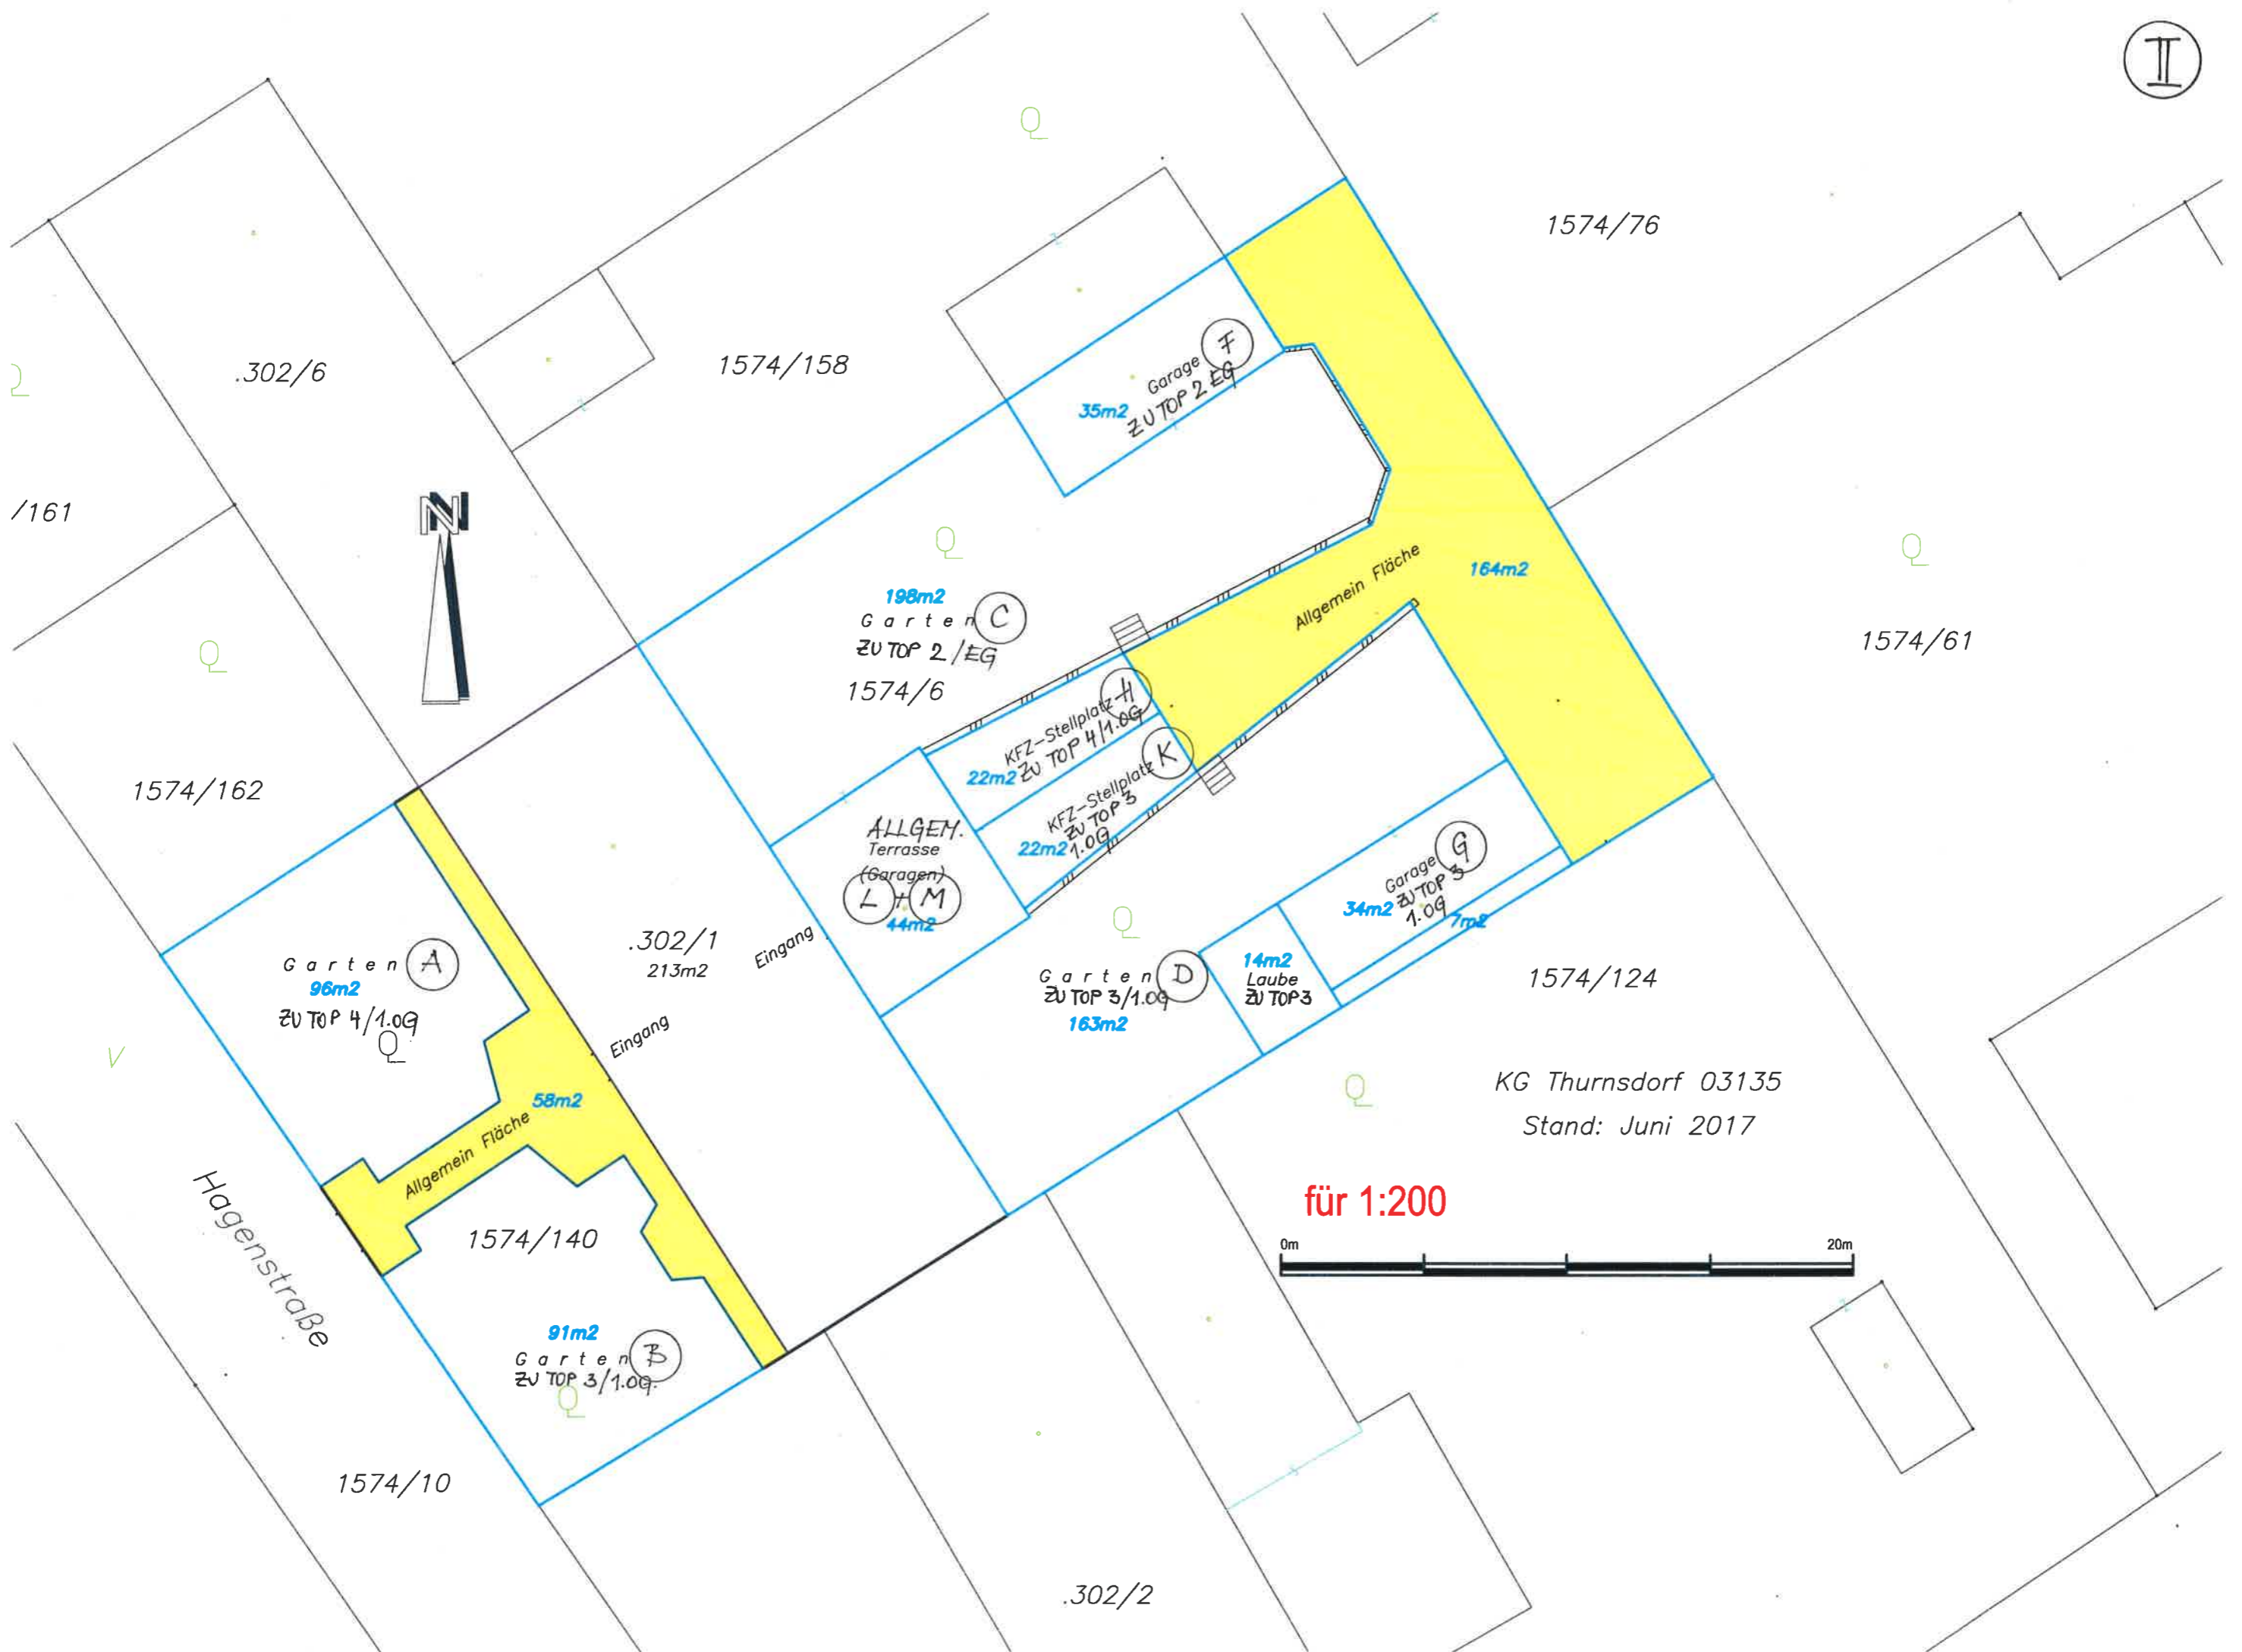 II
1574/76
.302/6
1574/158
Garage F
35m2
ZU TOP 2 EG
/161
N
Allgemein Fläche
164m2
198m2
Garten C
ZU TOP 2/EG
1574/6
1574/61
KFZ-Stellplatz H
22m2 ZU TOP 4/1.OG
KFZ-Stellplatz K
ZU TOP 3
22m2 1.OG
1574/162
ALLGEM.
Terrasse
(Garagen)
L + M
44m2
Garage G
ZU TOP 3
34m2 1.OG
7m2
.302/1
213m2
Eingang
Eingang
Garten A
96m2
ZU TOP 4/1.OG
Garten D
ZU TOP 3/1.OG
163m2
14m2
Laube
ZU TOP 3
1574/124
58m2
Allgemein Fläche
KG Thurnsdorf 03135
Stand: Juni 2017
Hagenstraße
1574/140
für 1:200
0m 20m
91m2
Garten B
ZU TOP 3/1.OG.
1574/10
.302/2